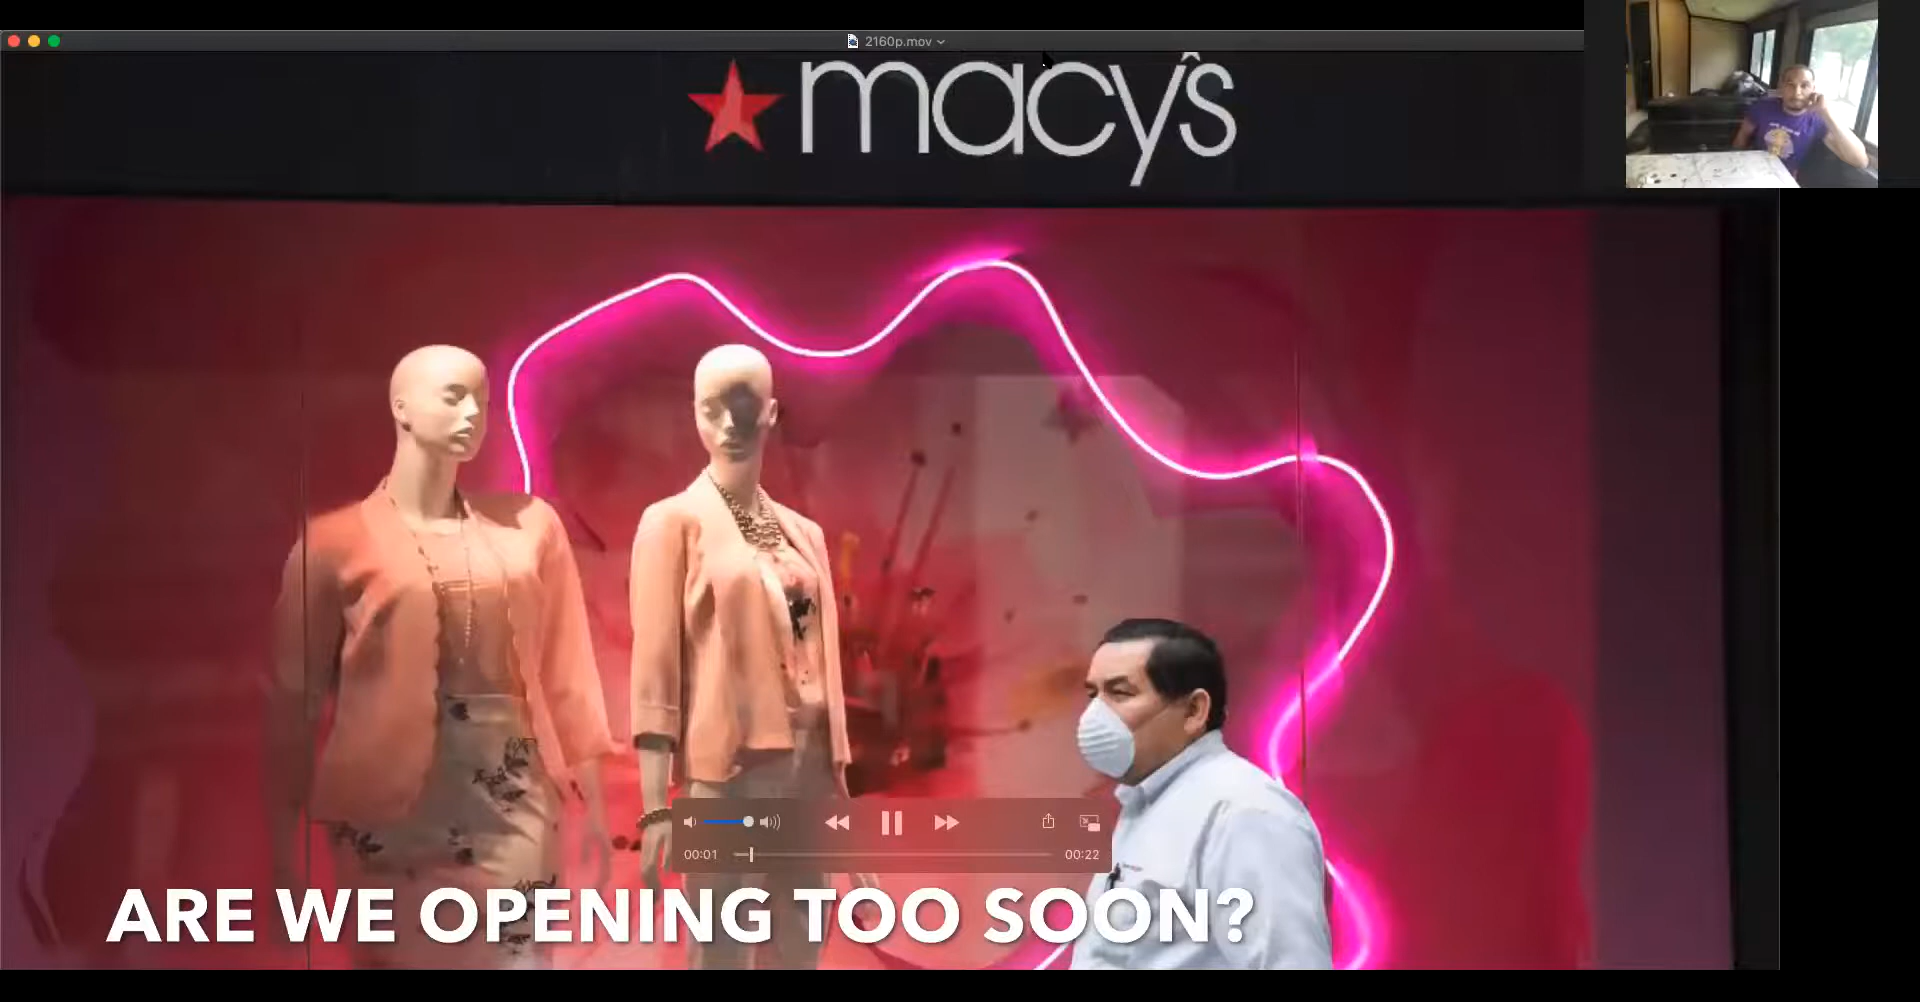 2160p.mov
macy's
00:01
00:22
ARE WE OPENING TOO SOON?